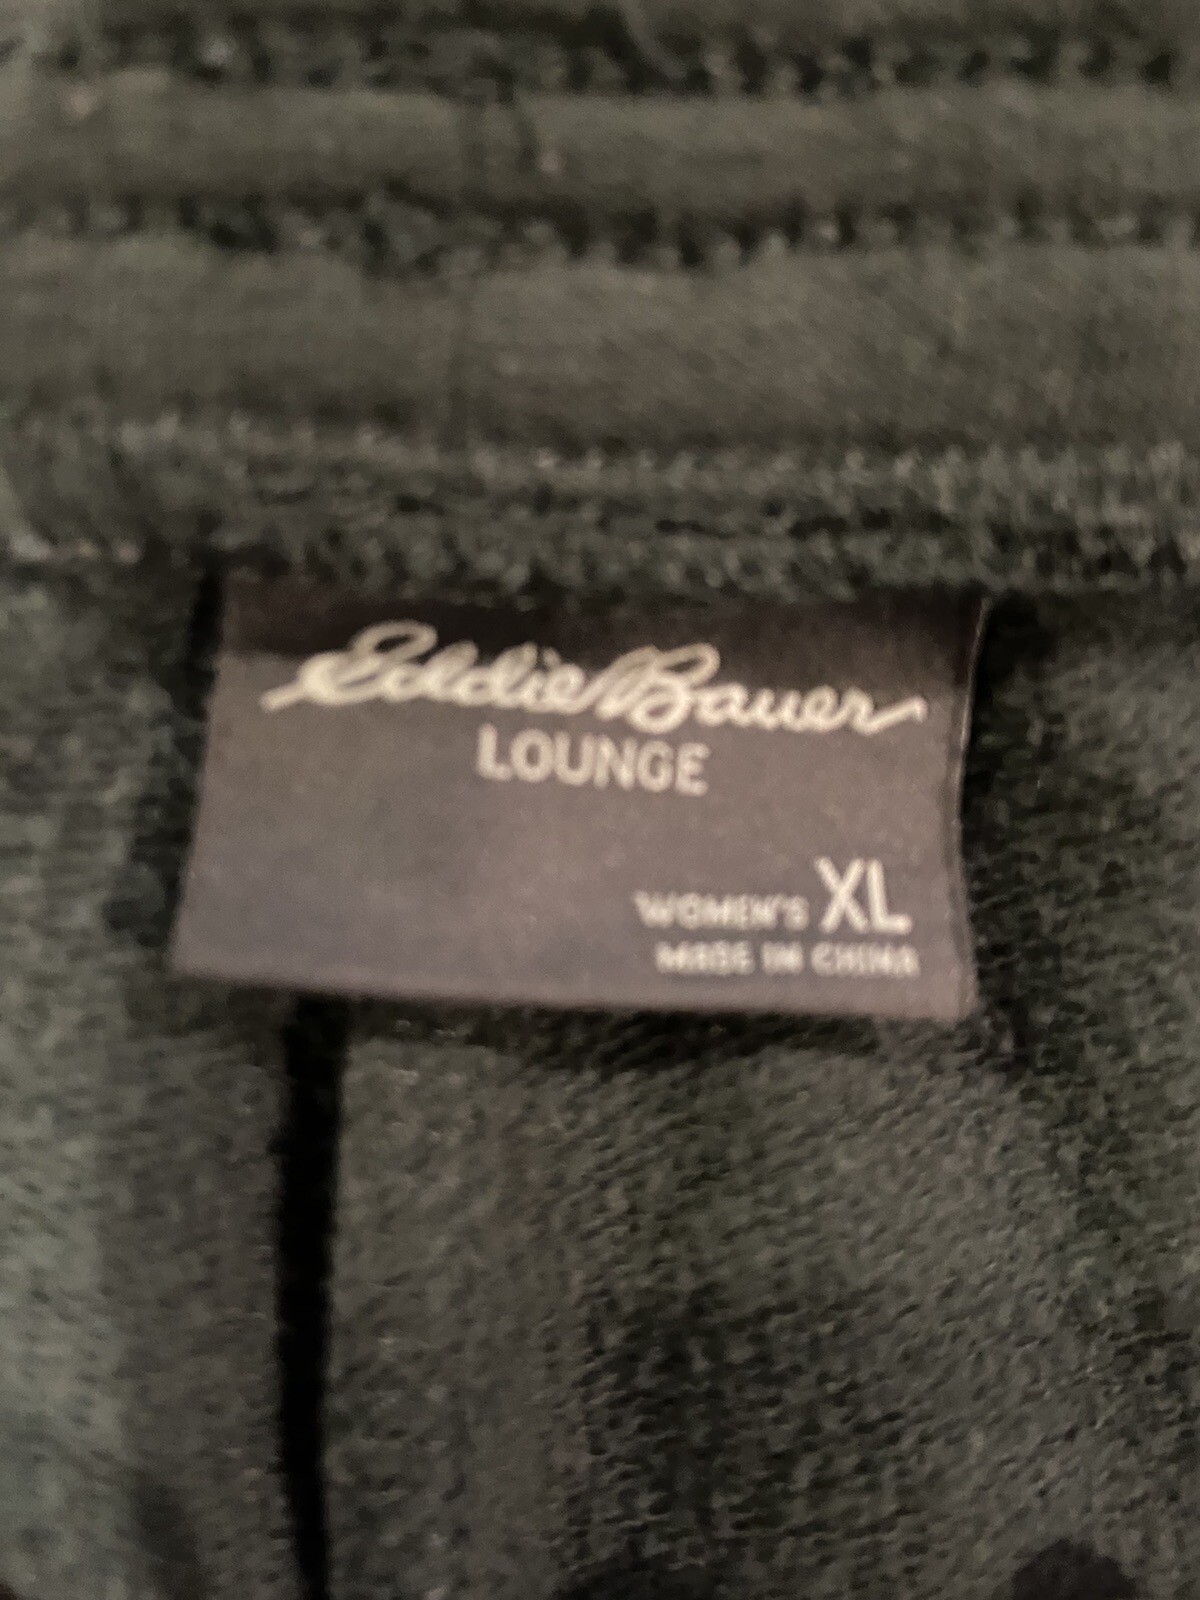 Eddie Bauer
LOUNGE
WOMEN'S XL
MADE IN CHINA